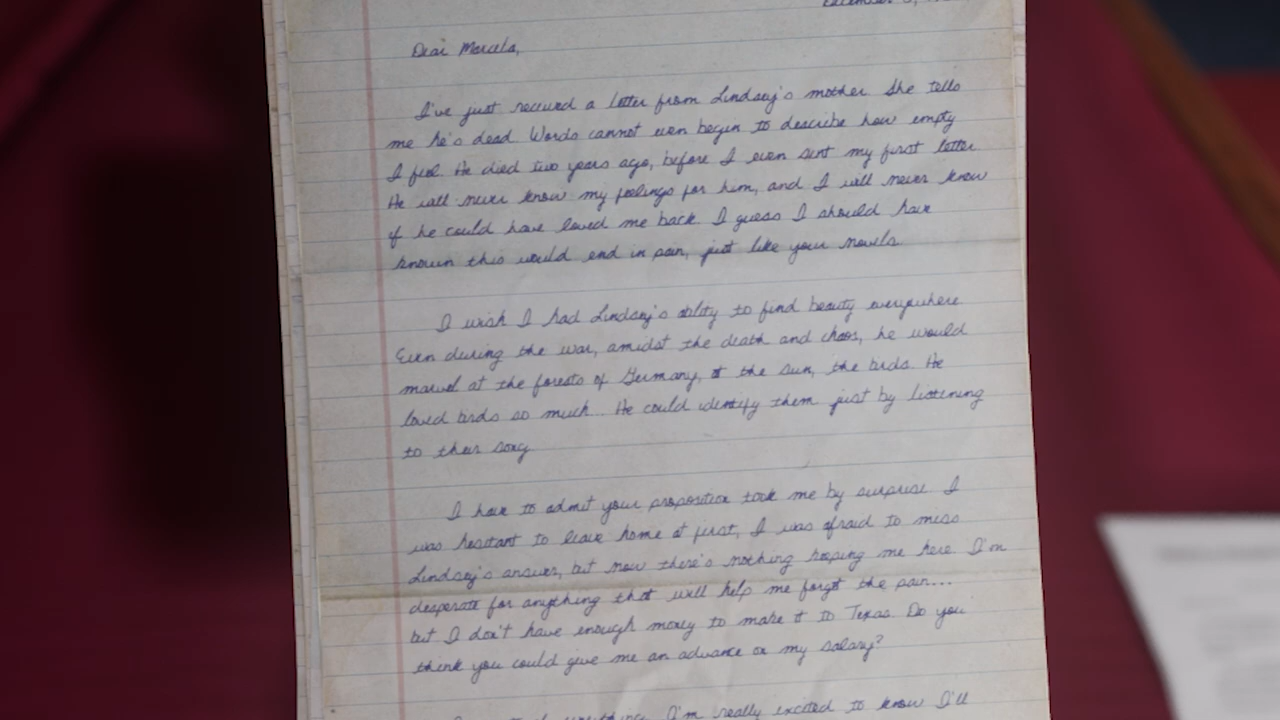 December
Dear Marcela,
I've just received a letter from Lindsay's mother. She tells
me he's dead. Words cannot even begin to describe how empty
I feel. He died two years ago, before I even sent my first letter.
He will never know my feelings for him, and I will never know
if he could have loved me back. I guess I should have
known this would end in pain, just like your novels.
I wish I had Lindsay's ability to find beauty everywhere.
Even during the war, amidst the death and chaos, he would
marvel at the forests of Germany, at the sun, the birds. He
loved birds so much... He could identify them just by listening
to their song.
I have to admit your proposition took me by surprise. I
was hesitant to leave home at first, I was afraid to miss
Lindsay's answer, but now there's nothing keeping me here. I'm
desperate for anything that will help me forget the pain...
but I don't have enough money to make it to Texas. Do you
think you could give me an advance on my salary?
I'm really excited to know I'll